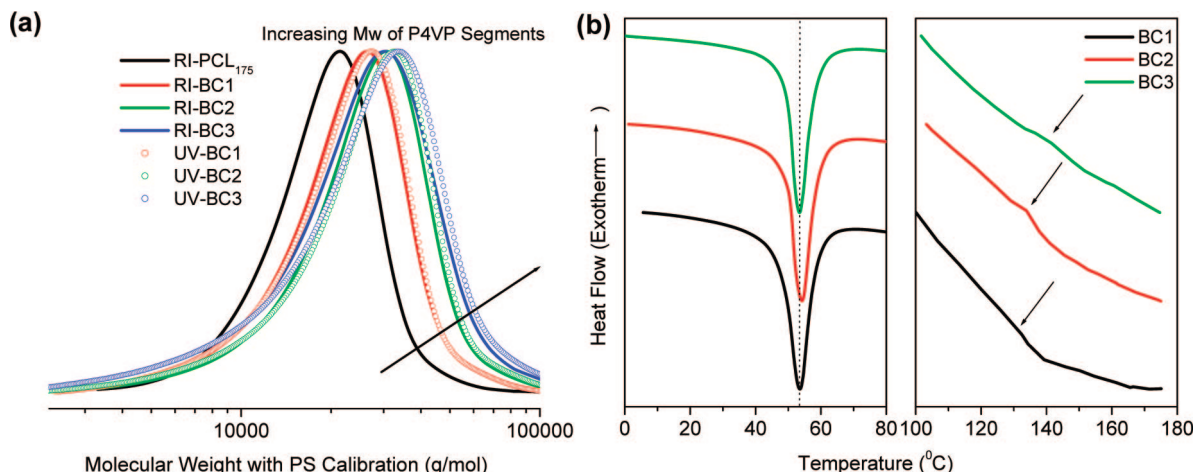 (a)
Increasing Mw of P4VP Segments
RI-PCL175
RI-BC1
RI-BC2
RI-BC3
UV-BC1
UV-BC2
UV-BC3
10000 100000
Molecular Weight with PS Calibration (g/mol)
(b)
Heat Flow (Exotherm→)
BC1
BC2
BC3
0 20 40 60 80 100 120 140 160 180
Temperature (⁰C)